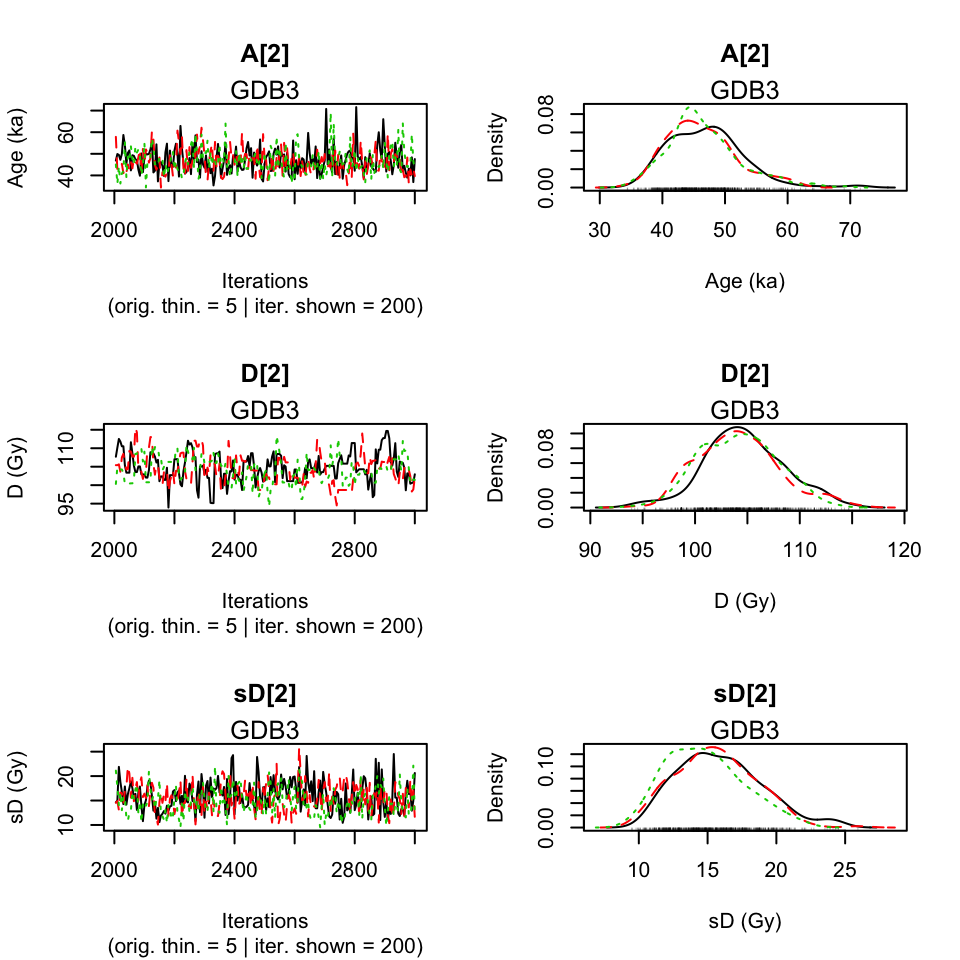 A[2]
GDB3
Age (ka)
60
40
2000 2400 2800
Iterations
(orig. thin. = 5 | iter. shown = 200)
A[2]
GDB3
Density
0.08
0.00
30 40 50 60 70
Age (ka)
D[2]
GDB3
D (Gy)
110
95
2000 2400 2800
Iterations
(orig. thin. = 5 | iter. shown = 200)
D[2]
GDB3
Density
0.08
0.00
90 95 100 110 120
D (Gy)
sD[2]
GDB3
sD (Gy)
20
10
2000 2400 2800
Iterations
(orig. thin. = 5 | iter. shown = 200)
sD[2]
GDB3
Density
0.10
0.00
10 15 20 25
sD (Gy)